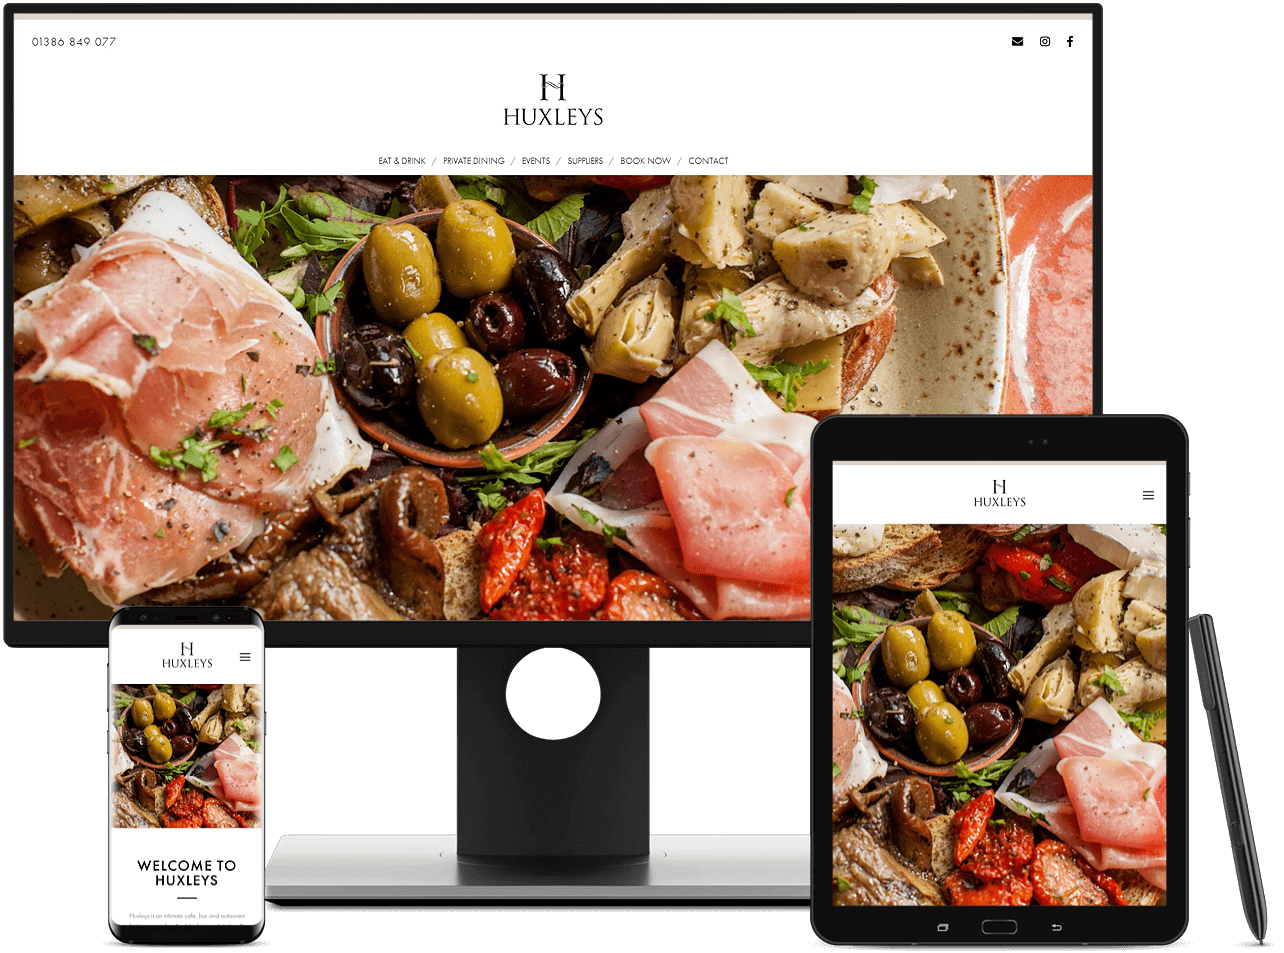 01386 849 077
H
HUXLEYS
EAT & DRINK / PRIVATE DINING / EVENTS / SUPPLIERS / BOOK NOW / CONTACT
H
HUXLEYS
H
HUXLEYS
WELCOME TO
HUXLEYS
Huxleys is an intimate café, bar and restaurant